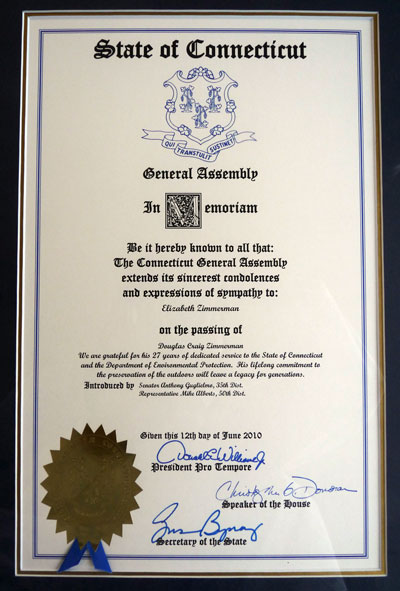 State of Connecticut
QUI TRANSTULIT SUSTINET
General Assembly
In Memoriam
Be it hereby known to all that:
The Connecticut General Assembly
extends its sincerest condolences
and expressions of sympathy to:
Elizabeth Zimmerman
on the passing of
Douglas Craig Zimmerman
We are grateful for his 27 years of dedicated service to the State of Connecticut
and the Department of Environmental Protection. His lifelong commitment to
the preservation of the outdoors will leave a legacy for generations.
Introduced by Senator Anthony Guglielmo, 35th Dist.
Representative Mike Alberts, 50th Dist.
Given this 12th day of June 2010
President Pro Tempore
Christopher G Donovan
Speaker of the House
Secretary of the State